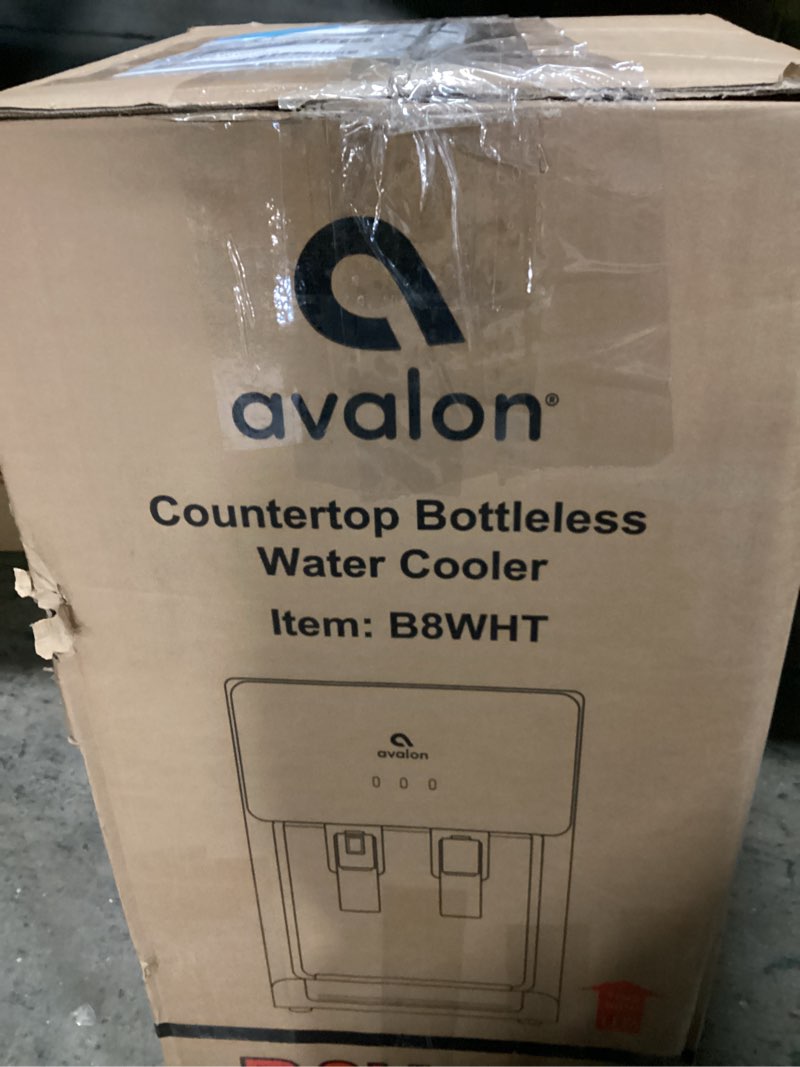 avalon®
Countertop Bottleless
Water Cooler
Item: B8WHT
avalon